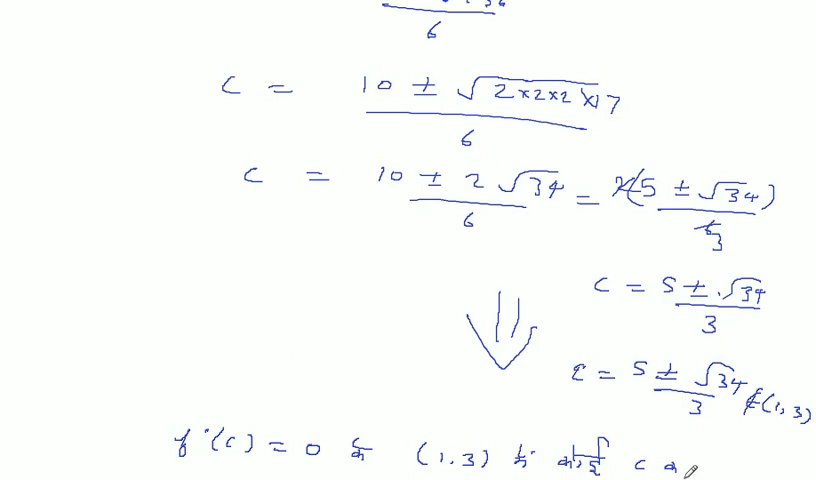 6
C = 10 ± √2×2×2×17 / 6
C = 10 ± 2√34 / 6 = 2(5 ± √34) / 6 3
C = 5 ± √34 / 3
C = 5 ± √34 / 3 ∉ (1, 3)
f'(c) = 0 के (1, 3) में कोई c